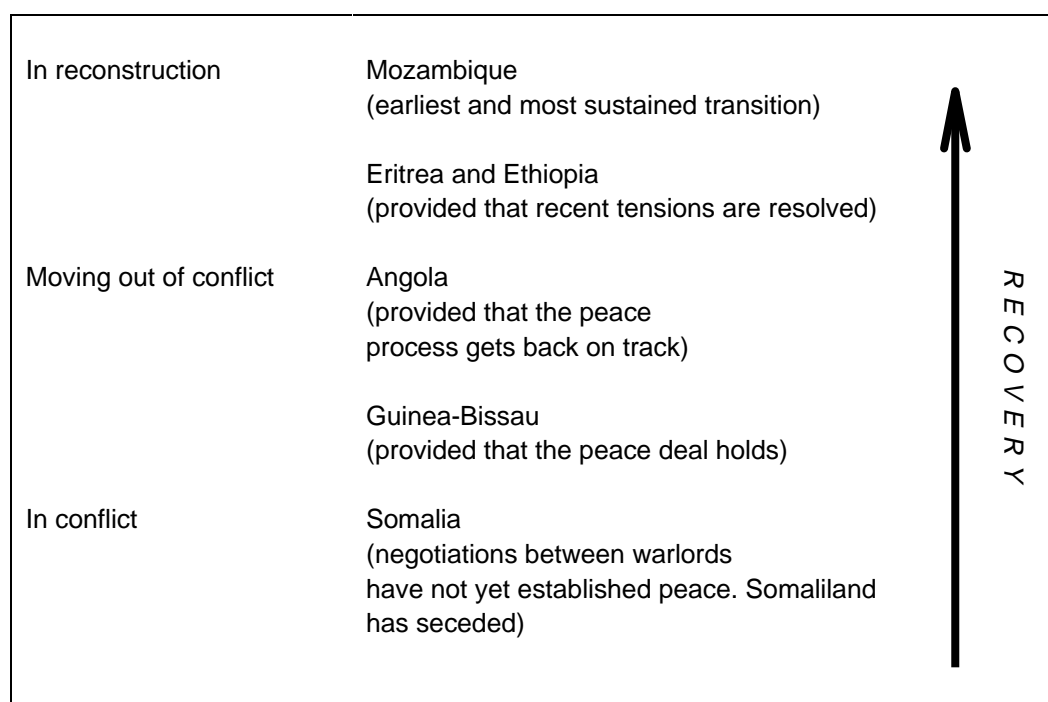 In reconstruction
Mozambique
(earliest and most sustained transition)
Eritrea and Ethiopia
(provided that recent tensions are resolved)
Moving out of conflict
Angola
(provided that the peace
process gets back on track)
Guinea-Bissau
(provided that the peace deal holds)
In conflict
Somalia
(negotiations between warlords
have not yet established peace. Somaliland
has seceded)
RECOVERY